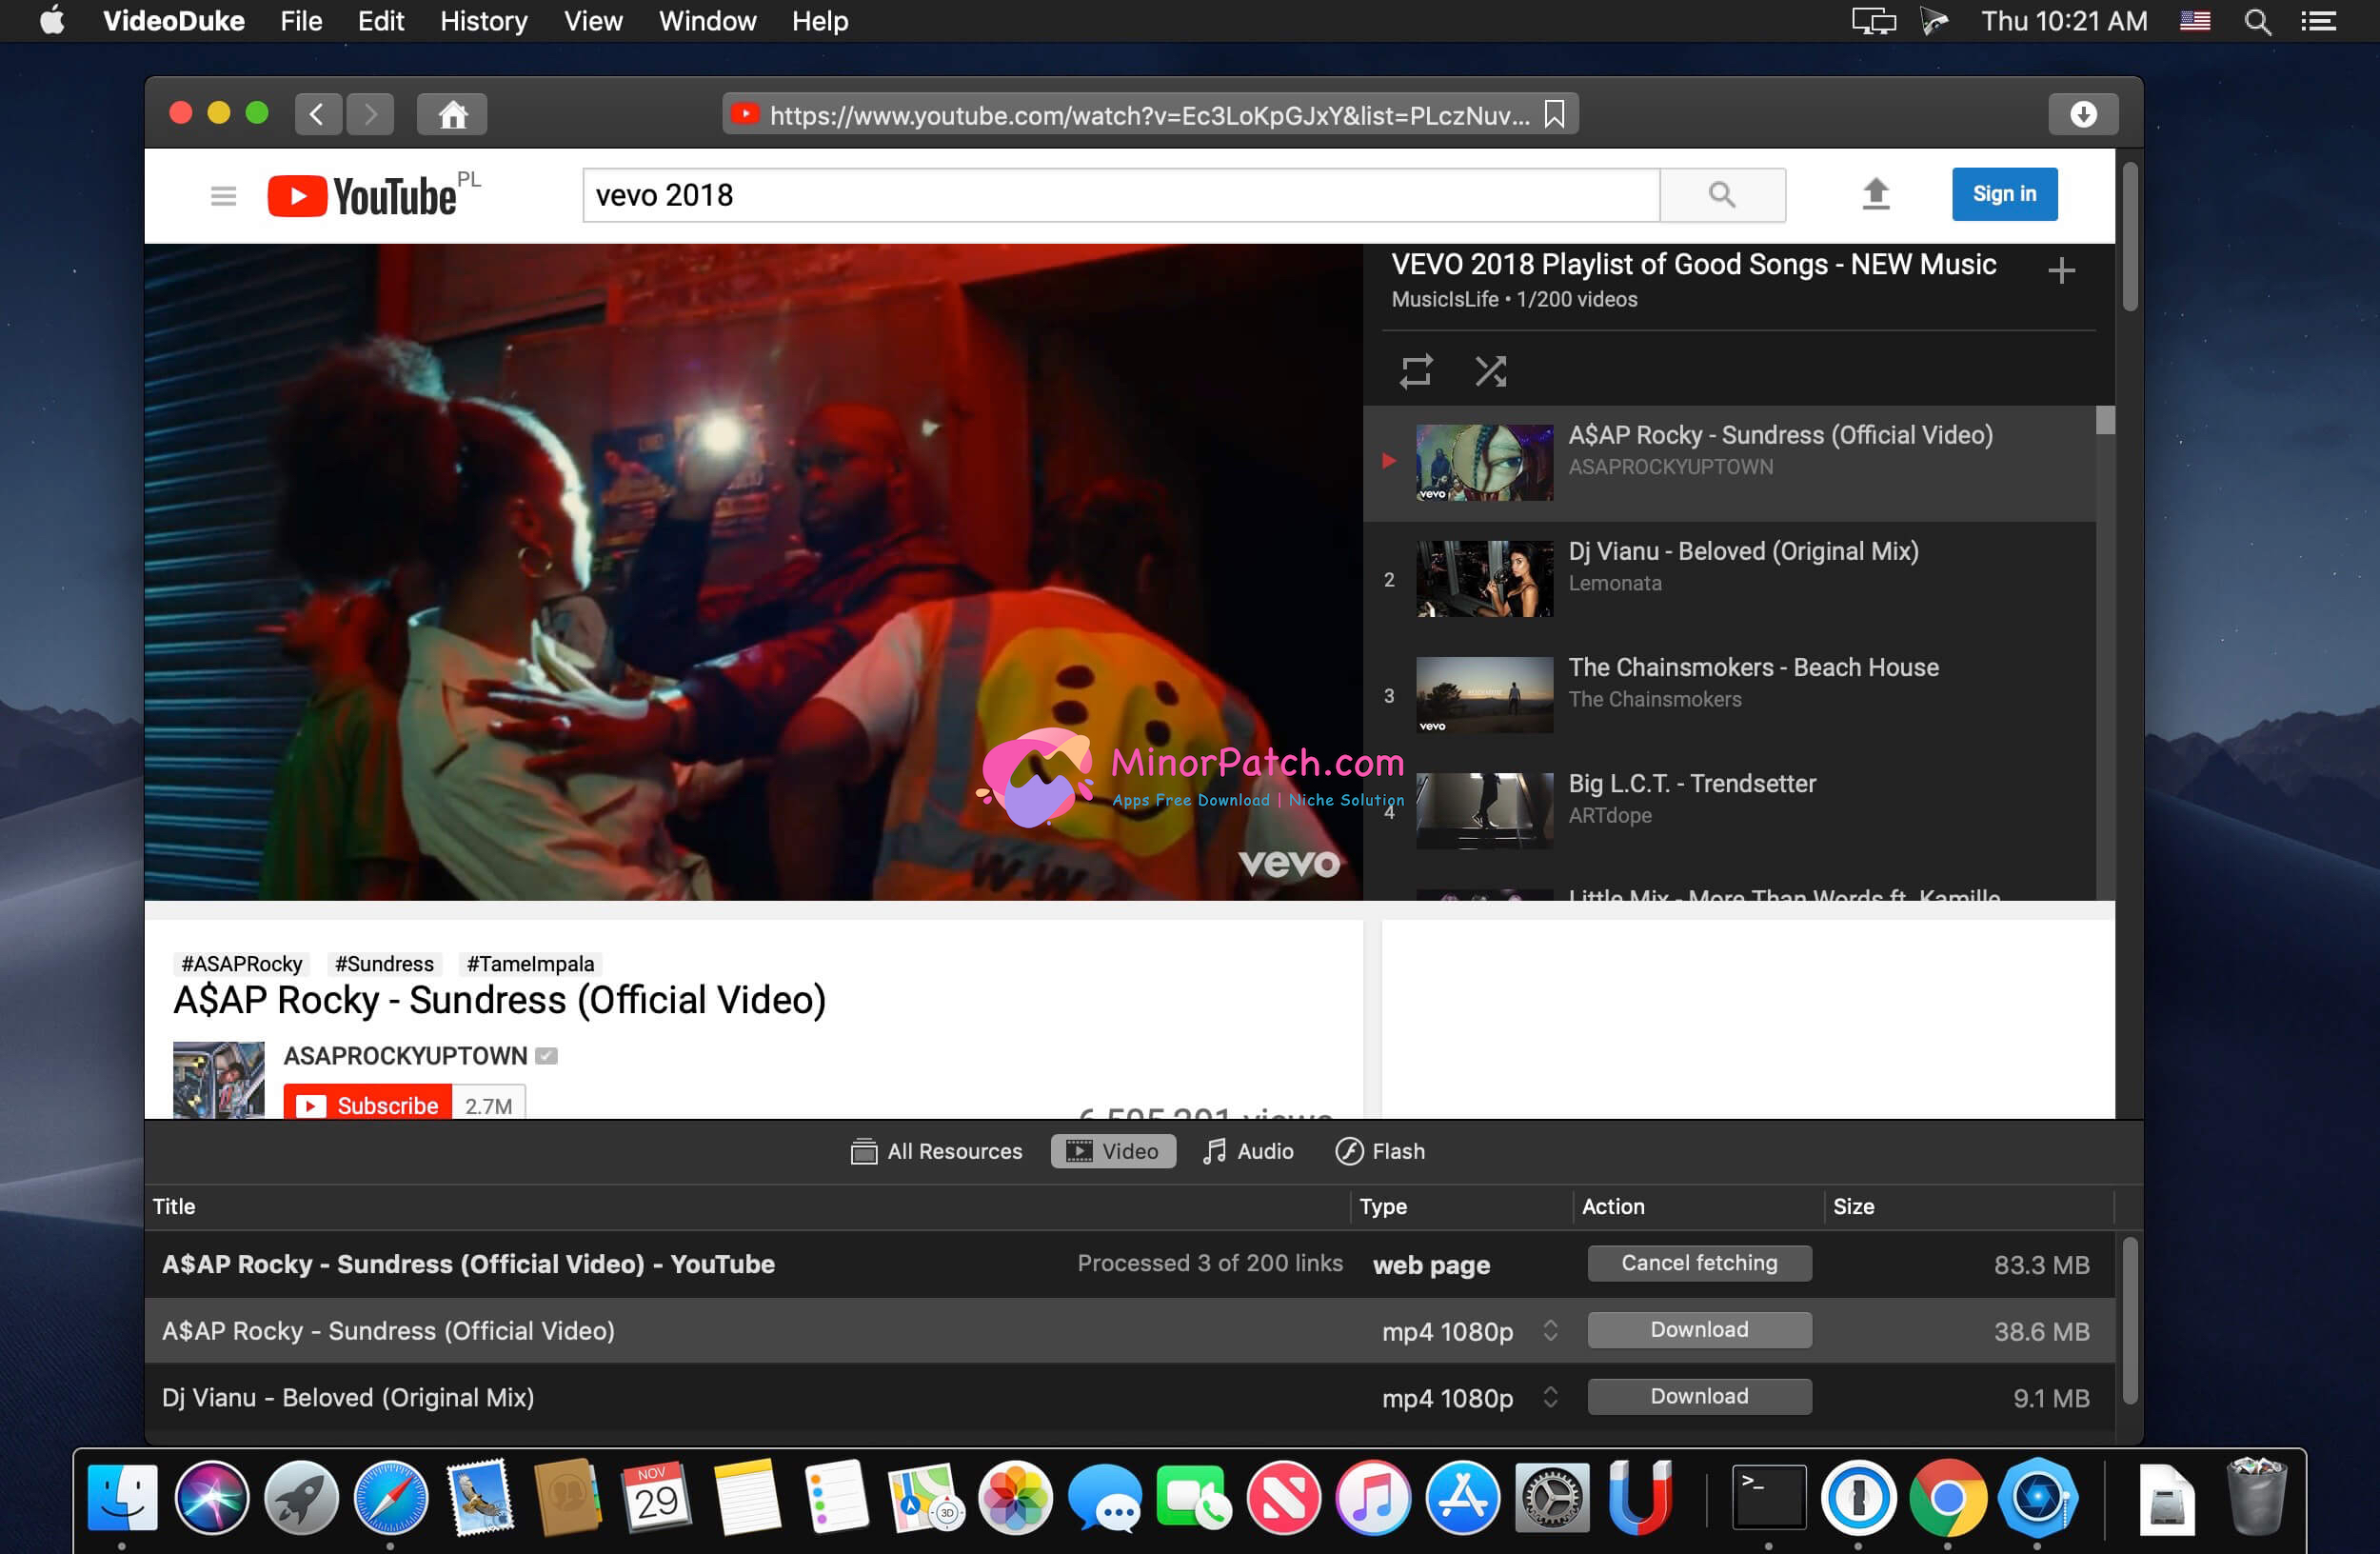 VideoDuke File Edit History View Window Help Thu 10:21 AM
https://www.youtube.com/watch?v=Ec3LoKpGJxY&list=PLczNuv...
YouTube PL
vevo 2018
Sign in
VEVO 2018 Playlist of Good Songs - NEW Music
MusicIsLife • 1/200 videos
A$AP Rocky - Sundress (Official Video)
ASAPROCKYUPTOWN
vevo
2
Dj Vianu - Beloved (Original Mix)
Lemonata
3
The Chainsmokers - Beach House
The Chainsmokers
vevo
4
Big L.C.T. - Trendsetter
ARTdope
Little Mix - More Than Words ft. Kamille
MinorPatch.com
Apps Free Download | Niche Solution
vevo
#ASAPRocky #Sundress #TameImpala
A$AP Rocky - Sundress (Official Video)
ASAPROCKYUPTOWN
Subscribe 2.7M
views
All Resources Video Audio Flash
Title Type Action Size
A$AP Rocky - Sundress (Official Video) - YouTube Processed 3 of 200 links web page Cancel fetching 83.3 MB
A$AP Rocky - Sundress (Official Video) mp4 1080p Download 38.6 MB
Dj Vianu - Beloved (Original Mix) mp4 1080p Download 9.1 MB
NOV
29
3D
>_